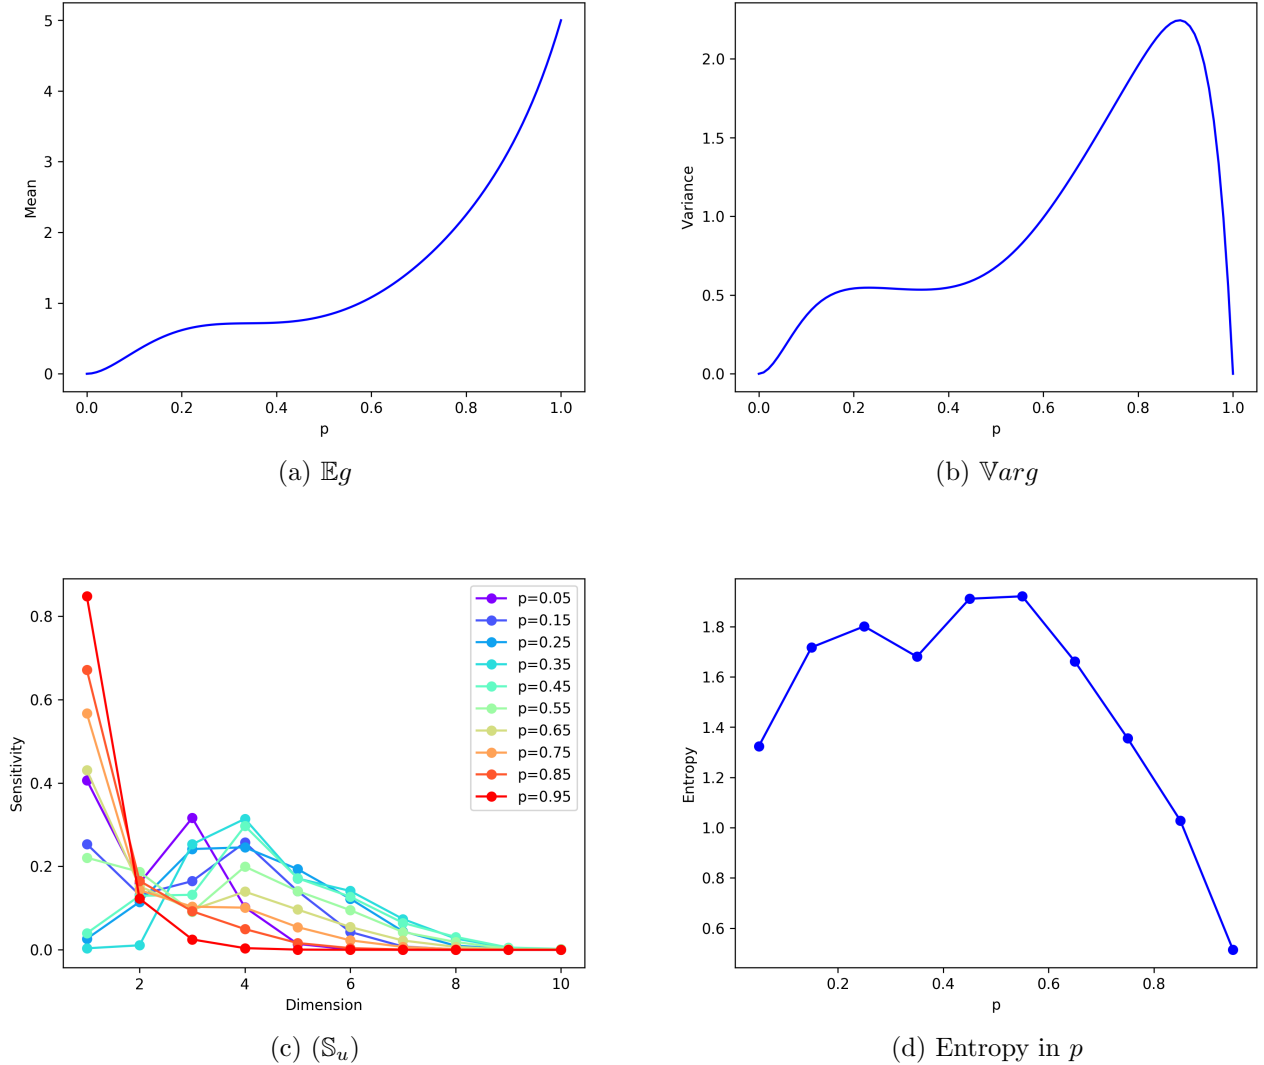 5
4
3
2
1
0
Mean
0.0 0.2 0.4 0.6 0.8 1.0
p
(a) 𝔼g
2.0
1.5
1.0
0.5
0.0
Variance
0.0 0.2 0.4 0.6 0.8 1.0
p
(b) 𝕍arg
0.8
0.6
0.4
0.2
0.0
Sensitivity
p=0.05
p=0.15
p=0.25
p=0.35
p=0.45
p=0.55
p=0.65
p=0.75
p=0.85
p=0.95
2 4 6 8 10
Dimension
(c) (𝕊ᵤ)
1.8
1.6
1.4
1.2
1.0
0.8
0.6
Entropy
0.2 0.4 0.6 0.8
p
(d) Entropy in p